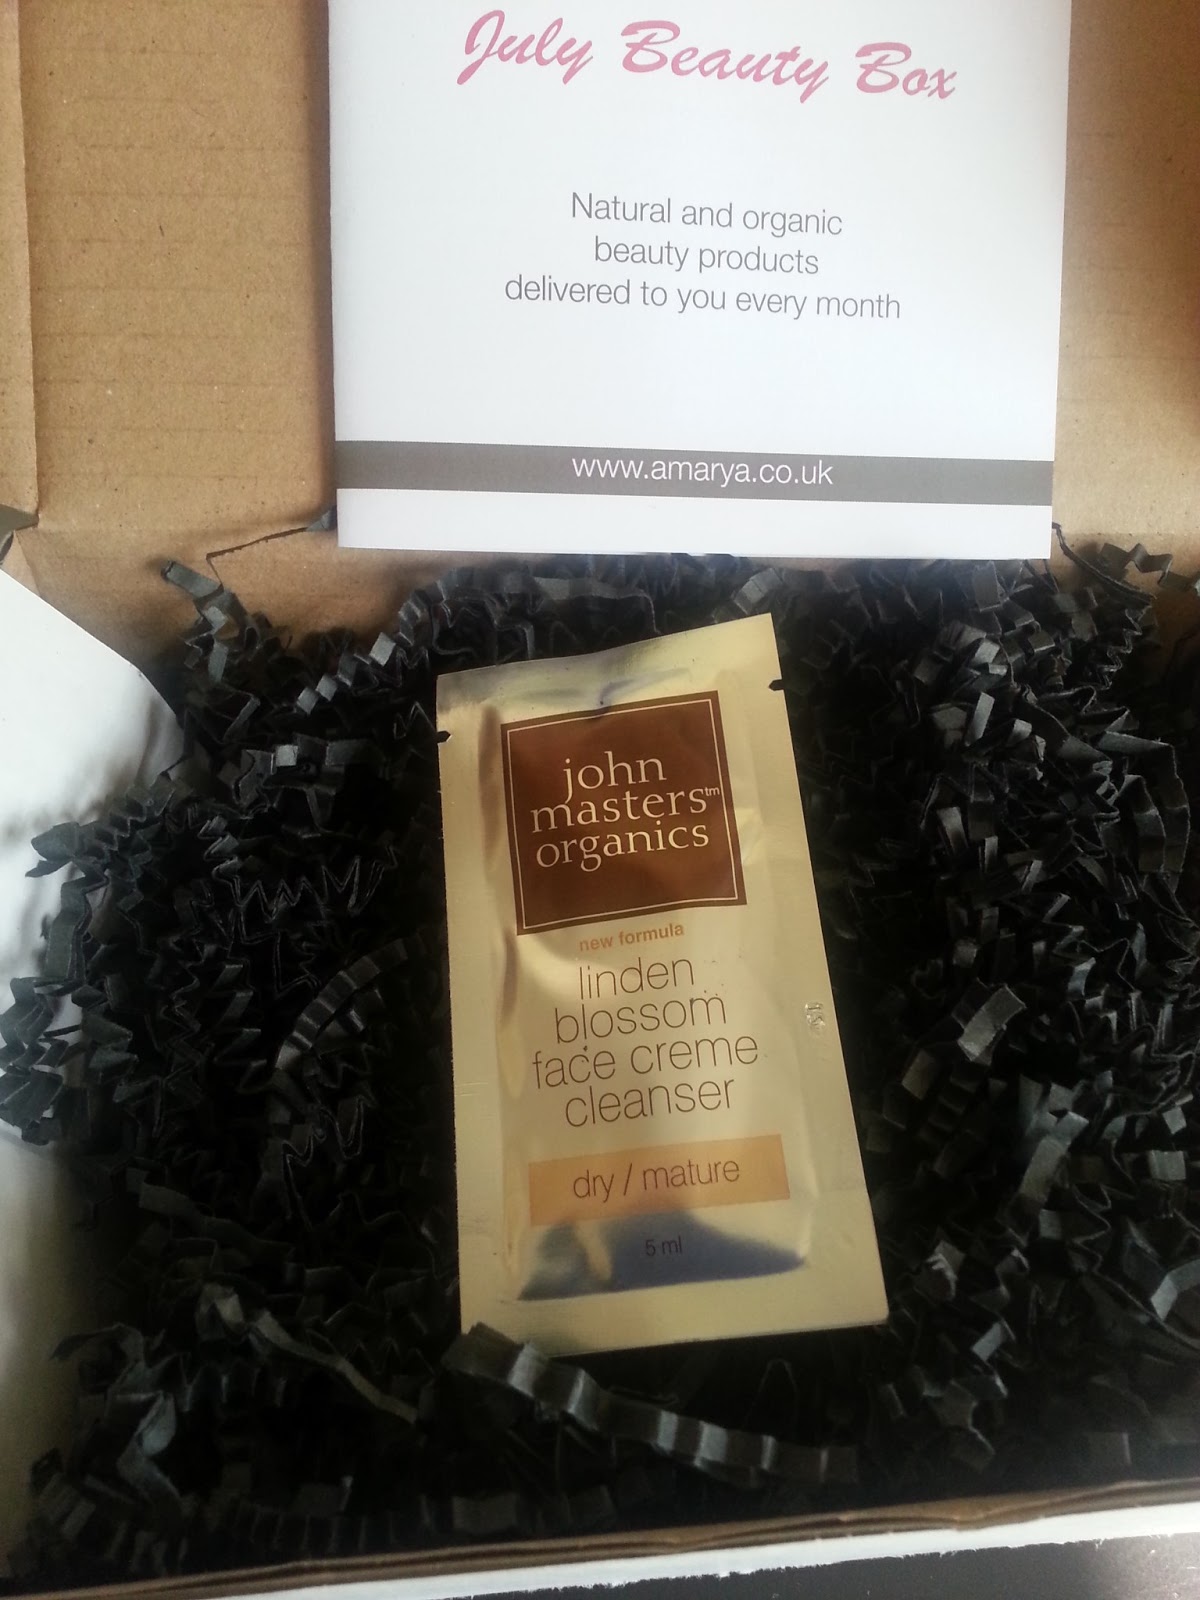 July Beauty Box
Natural and organic
beauty products
delivered to you every month
www.amarya.co.uk
john
masters™
organics
new formula
linden
blossom
face creme
cleanser
dry / mature
5 ml